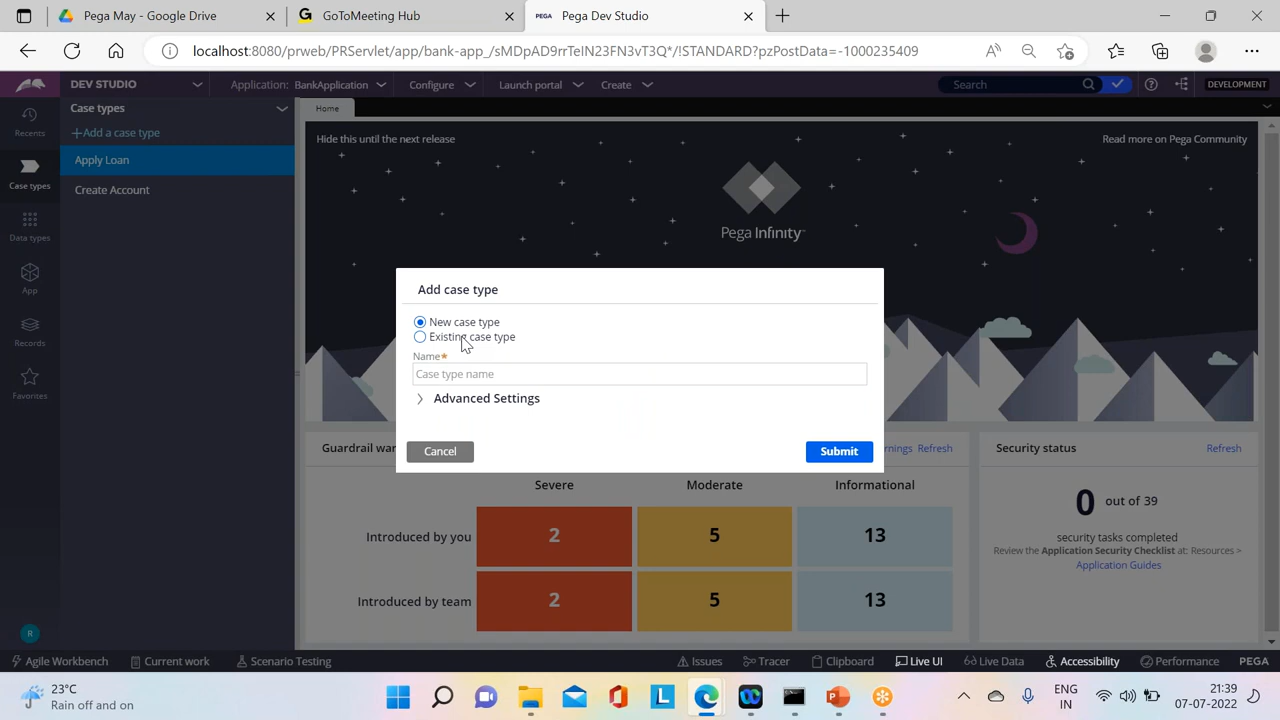 Pega May - Google Drive
GoToMeeting Hub
PEGA Pega Dev Studio
localhost:8080/prweb/PRServlet/app/bank-app_/sMDpAD9rrTeIN23FN3vT3Q*/!STANDARD?pzPostData=-1000235409
DEV STUDIO
Application: BankApplication
Configure
Launch portal
Create
Search
DEVELOPMENT
Recents
Case types
Data types
App
Records
Favorites
R
Case types
+Add a case type
Apply Loan
Create Account
Home
Hide this until the next release
Read more on Pega Community
Pega Infinity
Add case type
New case type
Existing case type
Name*
Case type name
Advanced Settings
Cancel
Submit
Guardrail war
rnings Refresh
Severe Moderate Informational
Introduced by you 2 5 13
Introduced by team 2 5 13
Security status
Refresh
0 out of 39
security tasks completed
Review the Application Security Checklist at: Resources >
Application Guides
Agile Workbench
Current work
Scenario Testing
Issues
Tracer
Clipboard
Live UI
Live Data
Accessibility
Performance
PEGA
23°C
Rain off and on
ENG
IN
21:39
07-07-2022